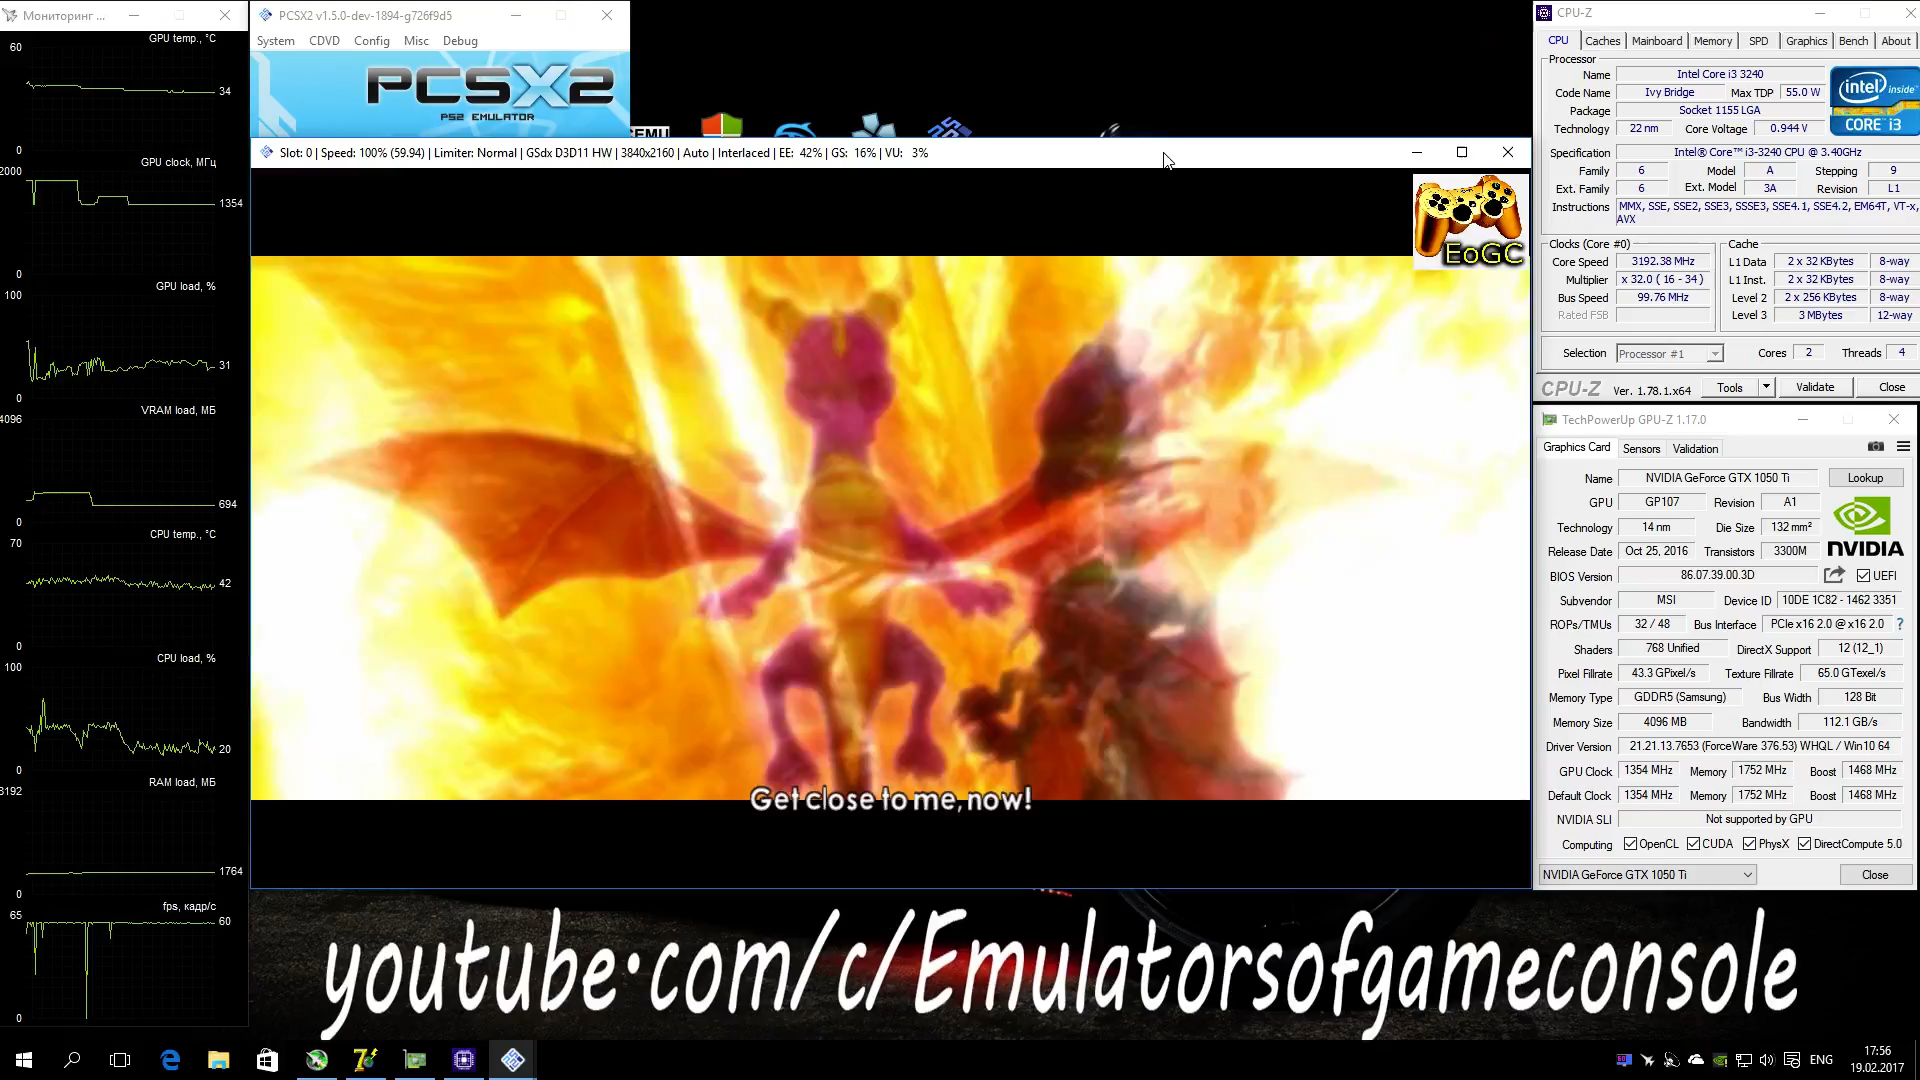 Мониторинг ...
GPU temp., °C
60
34
0
GPU clock, МГц
2000
1354
0
GPU load, %
100
31
0
VRAM load, МБ
4096
694
0
CPU temp., °C
70
42
0
CPU load, %
100
20
0
RAM load, МБ
8192
1764
0
fps, кадр/с
65
60
0
PCSX2 v1.5.0-dev-1894-g726f9d5
System CDVD Config Misc Debug
PCSX2
PS2 EMULATOR
CEMU
Slot: 0 | Speed: 100% (59.94) | Limiter: Normal | GSdx D3D11 HW | 3840x2160 | Auto | Interlaced | EE: 42% | GS: 16% | VU: 3%
EoGC
Get close to me, now!
youtube.com/c/Emulatorsofgameconsole
CPU-Z
CPU Caches Mainboard Memory SPD Graphics Bench About
Processor
Name Intel Core i3 3240
Code Name Ivy Bridge Max TDP 55.0 W
Package Socket 1155 LGA
Technology 22 nm Core Voltage 0.944 V
intel inside
CORE i3
Specification Intel® Core™ i3-3240 CPU @ 3.40GHz
Family 6 Model A Stepping 9
Ext. Family 6 Ext. Model 3A Revision L1
Instructions MMX, SSE, SSE2, SSE3, SSSE3, SSE4.1, SSE4.2, EM64T, VT-x,
AVX
Clocks (Core #0) Cache
Core Speed 3192.38 MHz L1 Data 2 x 32 KBytes 8-way
Multiplier x 32.0 ( 16 - 34 ) L1 Inst. 2 x 32 KBytes 8-way
Bus Speed 99.76 MHz Level 2 2 x 256 KBytes 8-way
Rated FSB Level 3 3 MBytes 12-way
Selection Processor #1 Cores 2 Threads 4
CPU-Z Ver. 1.78.1.x64 Tools Validate Close
TechPowerUp GPU-Z 1.17.0
Graphics Card Sensors Validation
Name NVIDIA GeForce GTX 1050 Ti Lookup
GPU GP107 Revision A1
Technology 14 nm Die Size 132 mm²
Release Date Oct 25, 2016 Transistors 3300M
NVIDIA
BIOS Version 86.07.39.00.3D UEFI
Subvendor MSI Device ID 10DE 1C82 - 1462 3351
ROPs/TMUs 32 / 48 Bus Interface PCIe x16 2.0 @ x16 2.0 ?
Shaders 768 Unified DirectX Support 12 (12_1)
Pixel Fillrate 43.3 GPixel/s Texture Fillrate 65.0 GTexel/s
Memory Type GDDR5 (Samsung) Bus Width 128 Bit
Memory Size 4096 MB Bandwidth 112.1 GB/s
Driver Version 21.21.13.7653 (ForceWare 376.53) WHQL / Win10 64
GPU Clock 1354 MHz Memory 1752 MHz Boost 1468 MHz
Default Clock 1354 MHz Memory 1752 MHz Boost 1468 MHz
NVIDIA SLI Not supported by GPU
Computing OpenCL CUDA PhysX DirectCompute 5.0
NVIDIA GeForce GTX 1050 Ti Close
ENG
17:56
19.02.2017